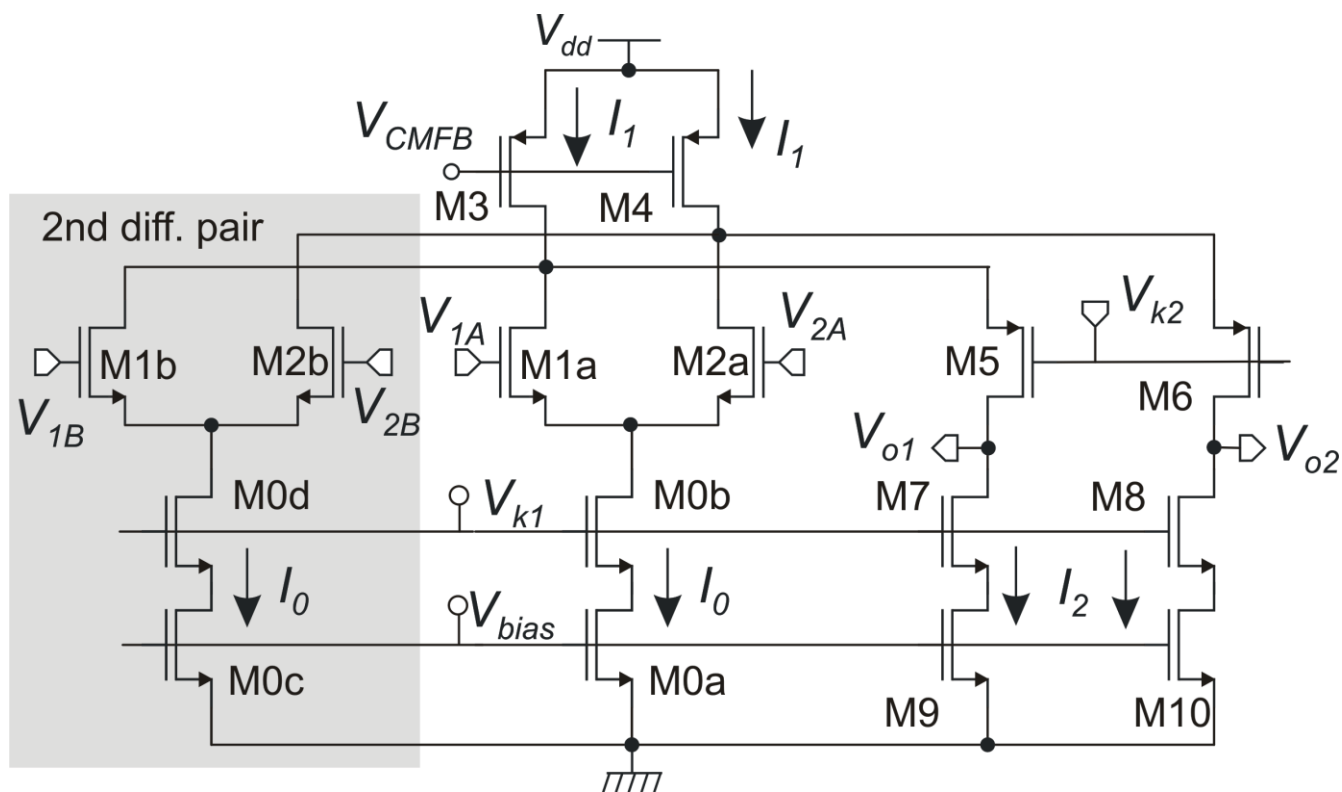 Vdd
VCMFB
I1
I1
M3
M4
2nd diff. pair
V1A
V2A
Vk2
M1b
M2b
M1a
M2a
M5
M6
V1B
V2B
Vo1
Vo2
M0d
Vk1
M0b
M7
M8
I0
I0
I2
Vbias
M0c
M0a
M9
M10